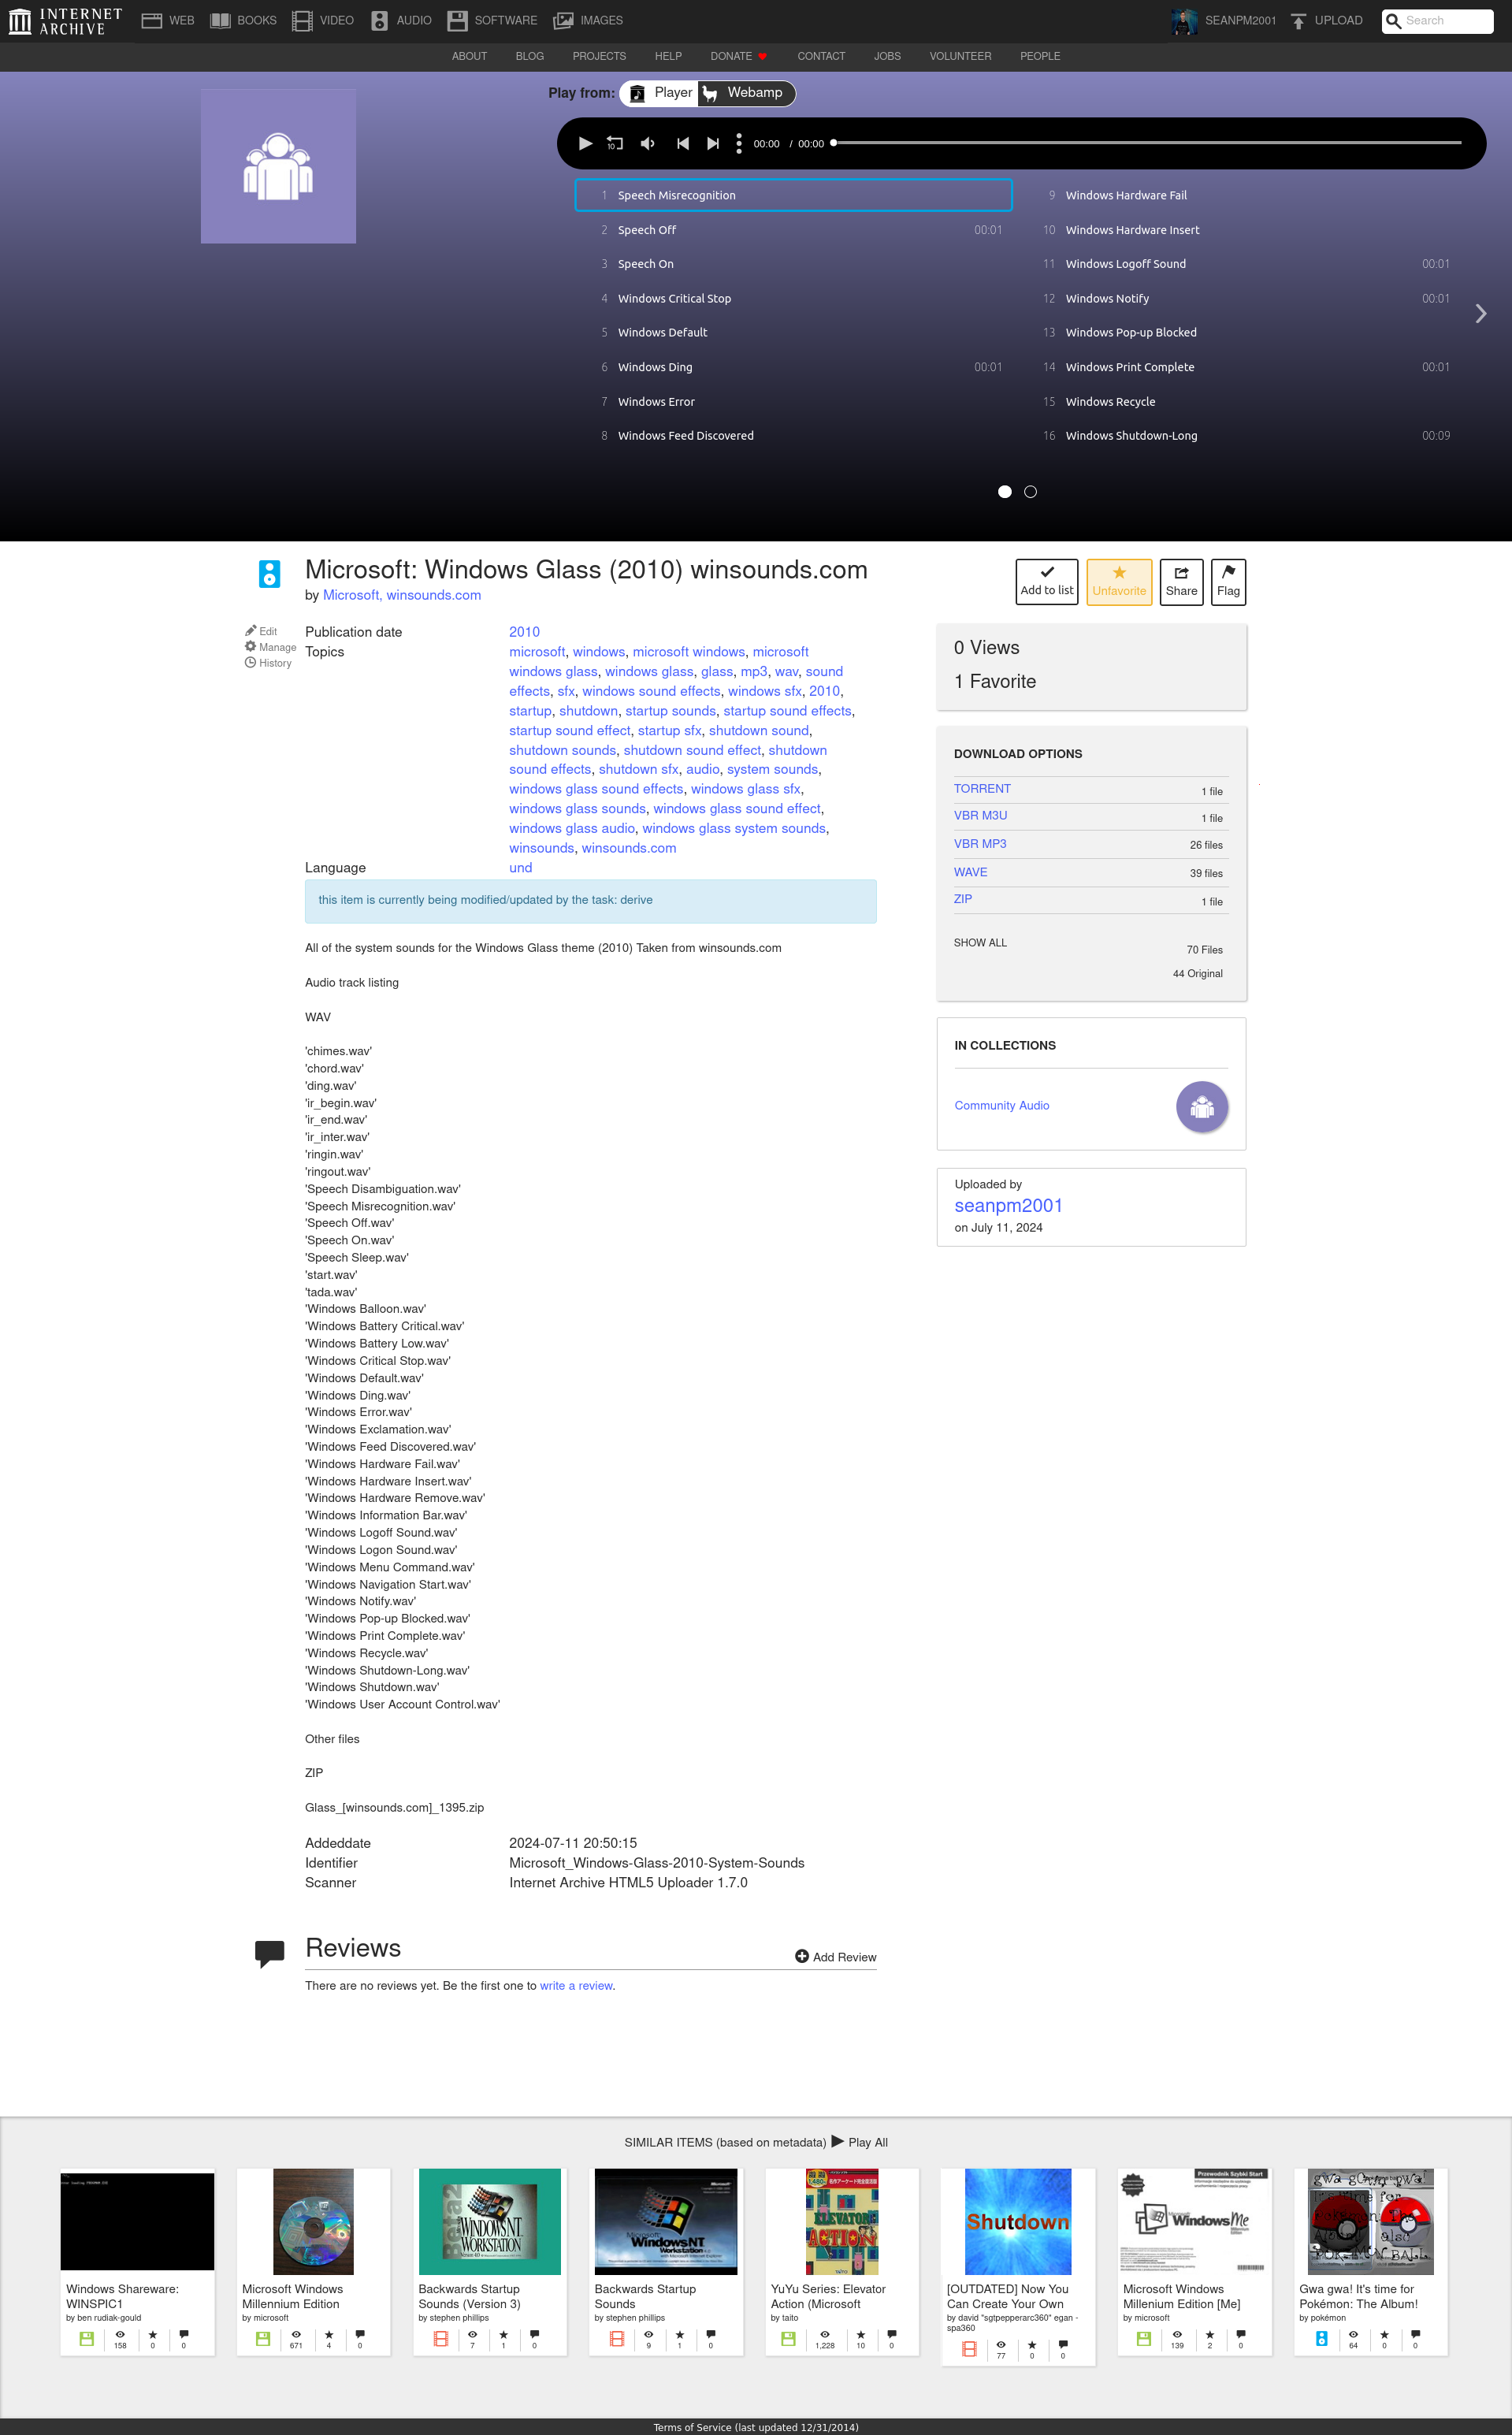 INTERNET ARCHIVE
WEB BOOKS VIDEO AUDIO SOFTWARE IMAGES SEANPM2001 UPLOAD Search
ABOUT BLOG PROJECTS HELP DONATE CONTACT JOBS VOLUNTEER PEOPLE
Play from: Player Webamp
10 00:00 / 00:00
1 Speech Misrecognition
2 Speech Off 00:01
3 Speech On
4 Windows Critical Stop
5 Windows Default
6 Windows Ding 00:01
7 Windows Error
8 Windows Feed Discovered
9 Windows Hardware Fail
10 Windows Hardware Insert
11 Windows Logoff Sound 00:01
12 Windows Notify 00:01
13 Windows Pop-up Blocked
14 Windows Print Complete 00:01
15 Windows Recycle
16 Windows Shutdown-Long 00:09
Microsoft: Windows Glass (2010) winsounds.com
by Microsoft, winsounds.com
Add to list Unfavorite Share Flag
Edit
Manage
History
Publication date 2010
Topics microsoft, windows, microsoft windows, microsoft
windows glass, windows glass, glass, mp3, wav, sound
effects, sfx, windows sound effects, windows sfx, 2010,
startup, shutdown, startup sounds, startup sound effects,
startup sound effect, startup sfx, shutdown sound,
shutdown sounds, shutdown sound effect, shutdown
sound effects, shutdown sfx, audio, system sounds,
windows glass sound effects, windows glass sfx,
windows glass sounds, windows glass sound effect,
windows glass audio, windows glass system sounds,
winsounds, winsounds.com
Language und
this item is currently being modified/updated by the task: derive
All of the system sounds for the Windows Glass theme (2010) Taken from winsounds.com
Audio track listing
WAV
'chimes.wav'
'chord.wav'
'ding.wav'
'ir_begin.wav'
'ir_end.wav'
'ir_inter.wav'
'ringin.wav'
'ringout.wav'
'Speech Disambiguation.wav'
'Speech Misrecognition.wav'
'Speech Off.wav'
'Speech On.wav'
'Speech Sleep.wav'
'start.wav'
'tada.wav'
'Windows Balloon.wav'
'Windows Battery Critical.wav'
'Windows Battery Low.wav'
'Windows Critical Stop.wav'
'Windows Default.wav'
'Windows Ding.wav'
'Windows Error.wav'
'Windows Exclamation.wav'
'Windows Feed Discovered.wav'
'Windows Hardware Fail.wav'
'Windows Hardware Insert.wav'
'Windows Hardware Remove.wav'
'Windows Information Bar.wav'
'Windows Logoff Sound.wav'
'Windows Logon Sound.wav'
'Windows Menu Command.wav'
'Windows Navigation Start.wav'
'Windows Notify.wav'
'Windows Pop-up Blocked.wav'
'Windows Print Complete.wav'
'Windows Recycle.wav'
'Windows Shutdown-Long.wav'
'Windows Shutdown.wav'
'Windows User Account Control.wav'
Other files
ZIP
Glass_[winsounds.com]_1395.zip
Addeddate 2024-07-11 20:50:15
Identifier Microsoft_Windows-Glass-2010-System-Sounds
Scanner Internet Archive HTML5 Uploader 1.7.0
0 Views
1 Favorite
DOWNLOAD OPTIONS
TORRENT 1 file
VBR M3U 1 file
VBR MP3 26 files
WAVE 39 files
ZIP 1 file
SHOW ALL 70 Files
44 Original
IN COLLECTIONS
Community Audio
Uploaded by
seanpm2001
on July 11, 2024
Reviews
Add Review
There are no reviews yet. Be the first one to write a review.
SIMILAR ITEMS (based on metadata) Play All
Windows Shareware:
WINSPIC1
by ben rudiak-gould
158 0 0
Microsoft Windows
Millennium Edition
by microsoft
671 4 0
WINDOWS NT
WORKSTATION
Backwards Startup
Sounds (Version 3)
by stephen phillips
7 1 0
Microsoft
Windows NT
Workstation
Backwards Startup
Sounds
by stephen phillips
9 1 0
ELEVATOR
ACTION
YuYu Series: Elevator
Action (Microsoft
by taito
1,228 10 0
Shutdown
[OUTDATED] Now You
Can Create Your Own
by david "sgtpepperarc360" egan -
spa360
77 0 0
Przewodnik Szybki Start
Windows Me
Microsoft Windows
Millenium Edition [Me]
by microsoft
139 2 0
Gwa gwa! It's time for
Pokémon: The Album!
by pokémon
64 0 0
Terms of Service (last updated 12/31/2014)